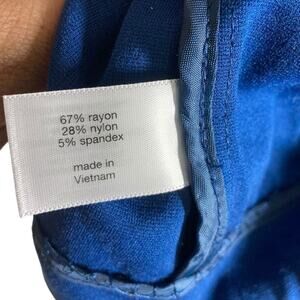 67% rayon
28% nylon
5% spandex
made in
Vietnam